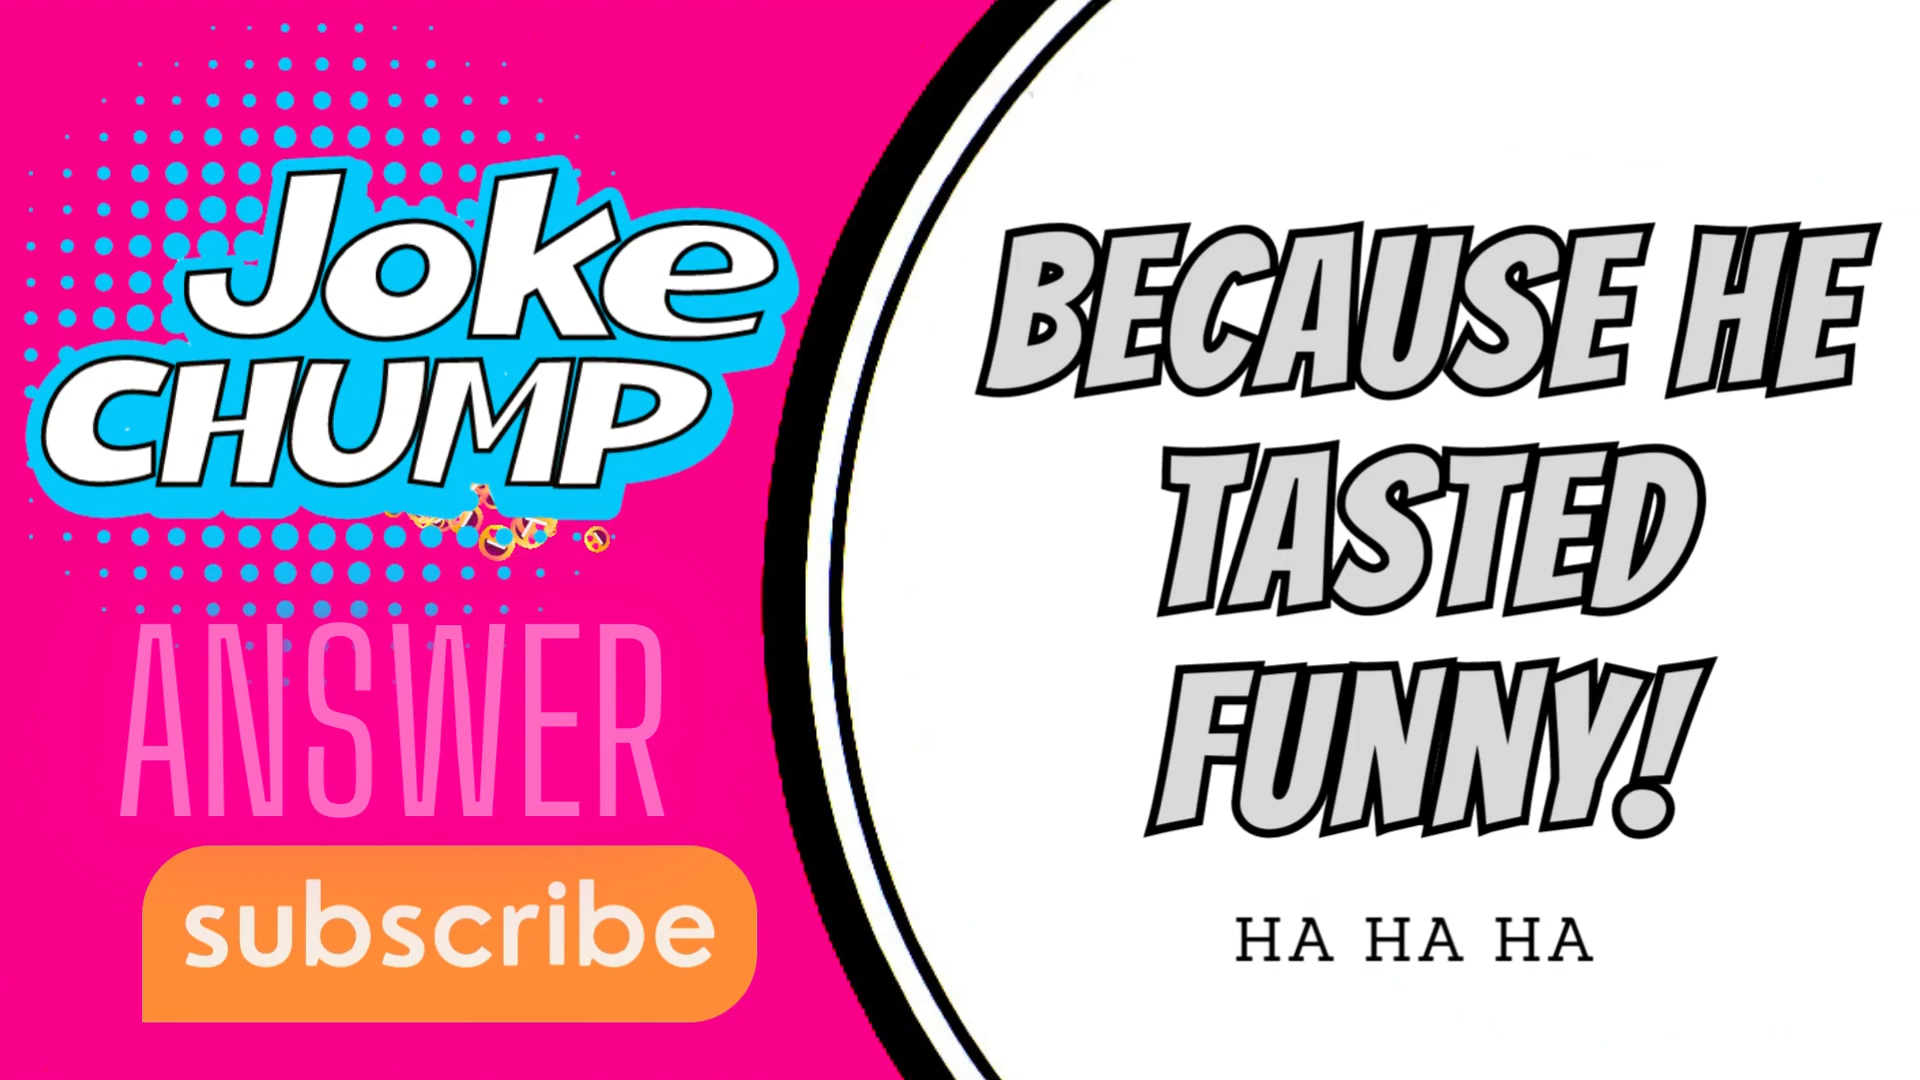 Joke
CHUMP
ANSWER
subscribe
BECAUSE HE
TASTED
FUNNY!
HA HA HA